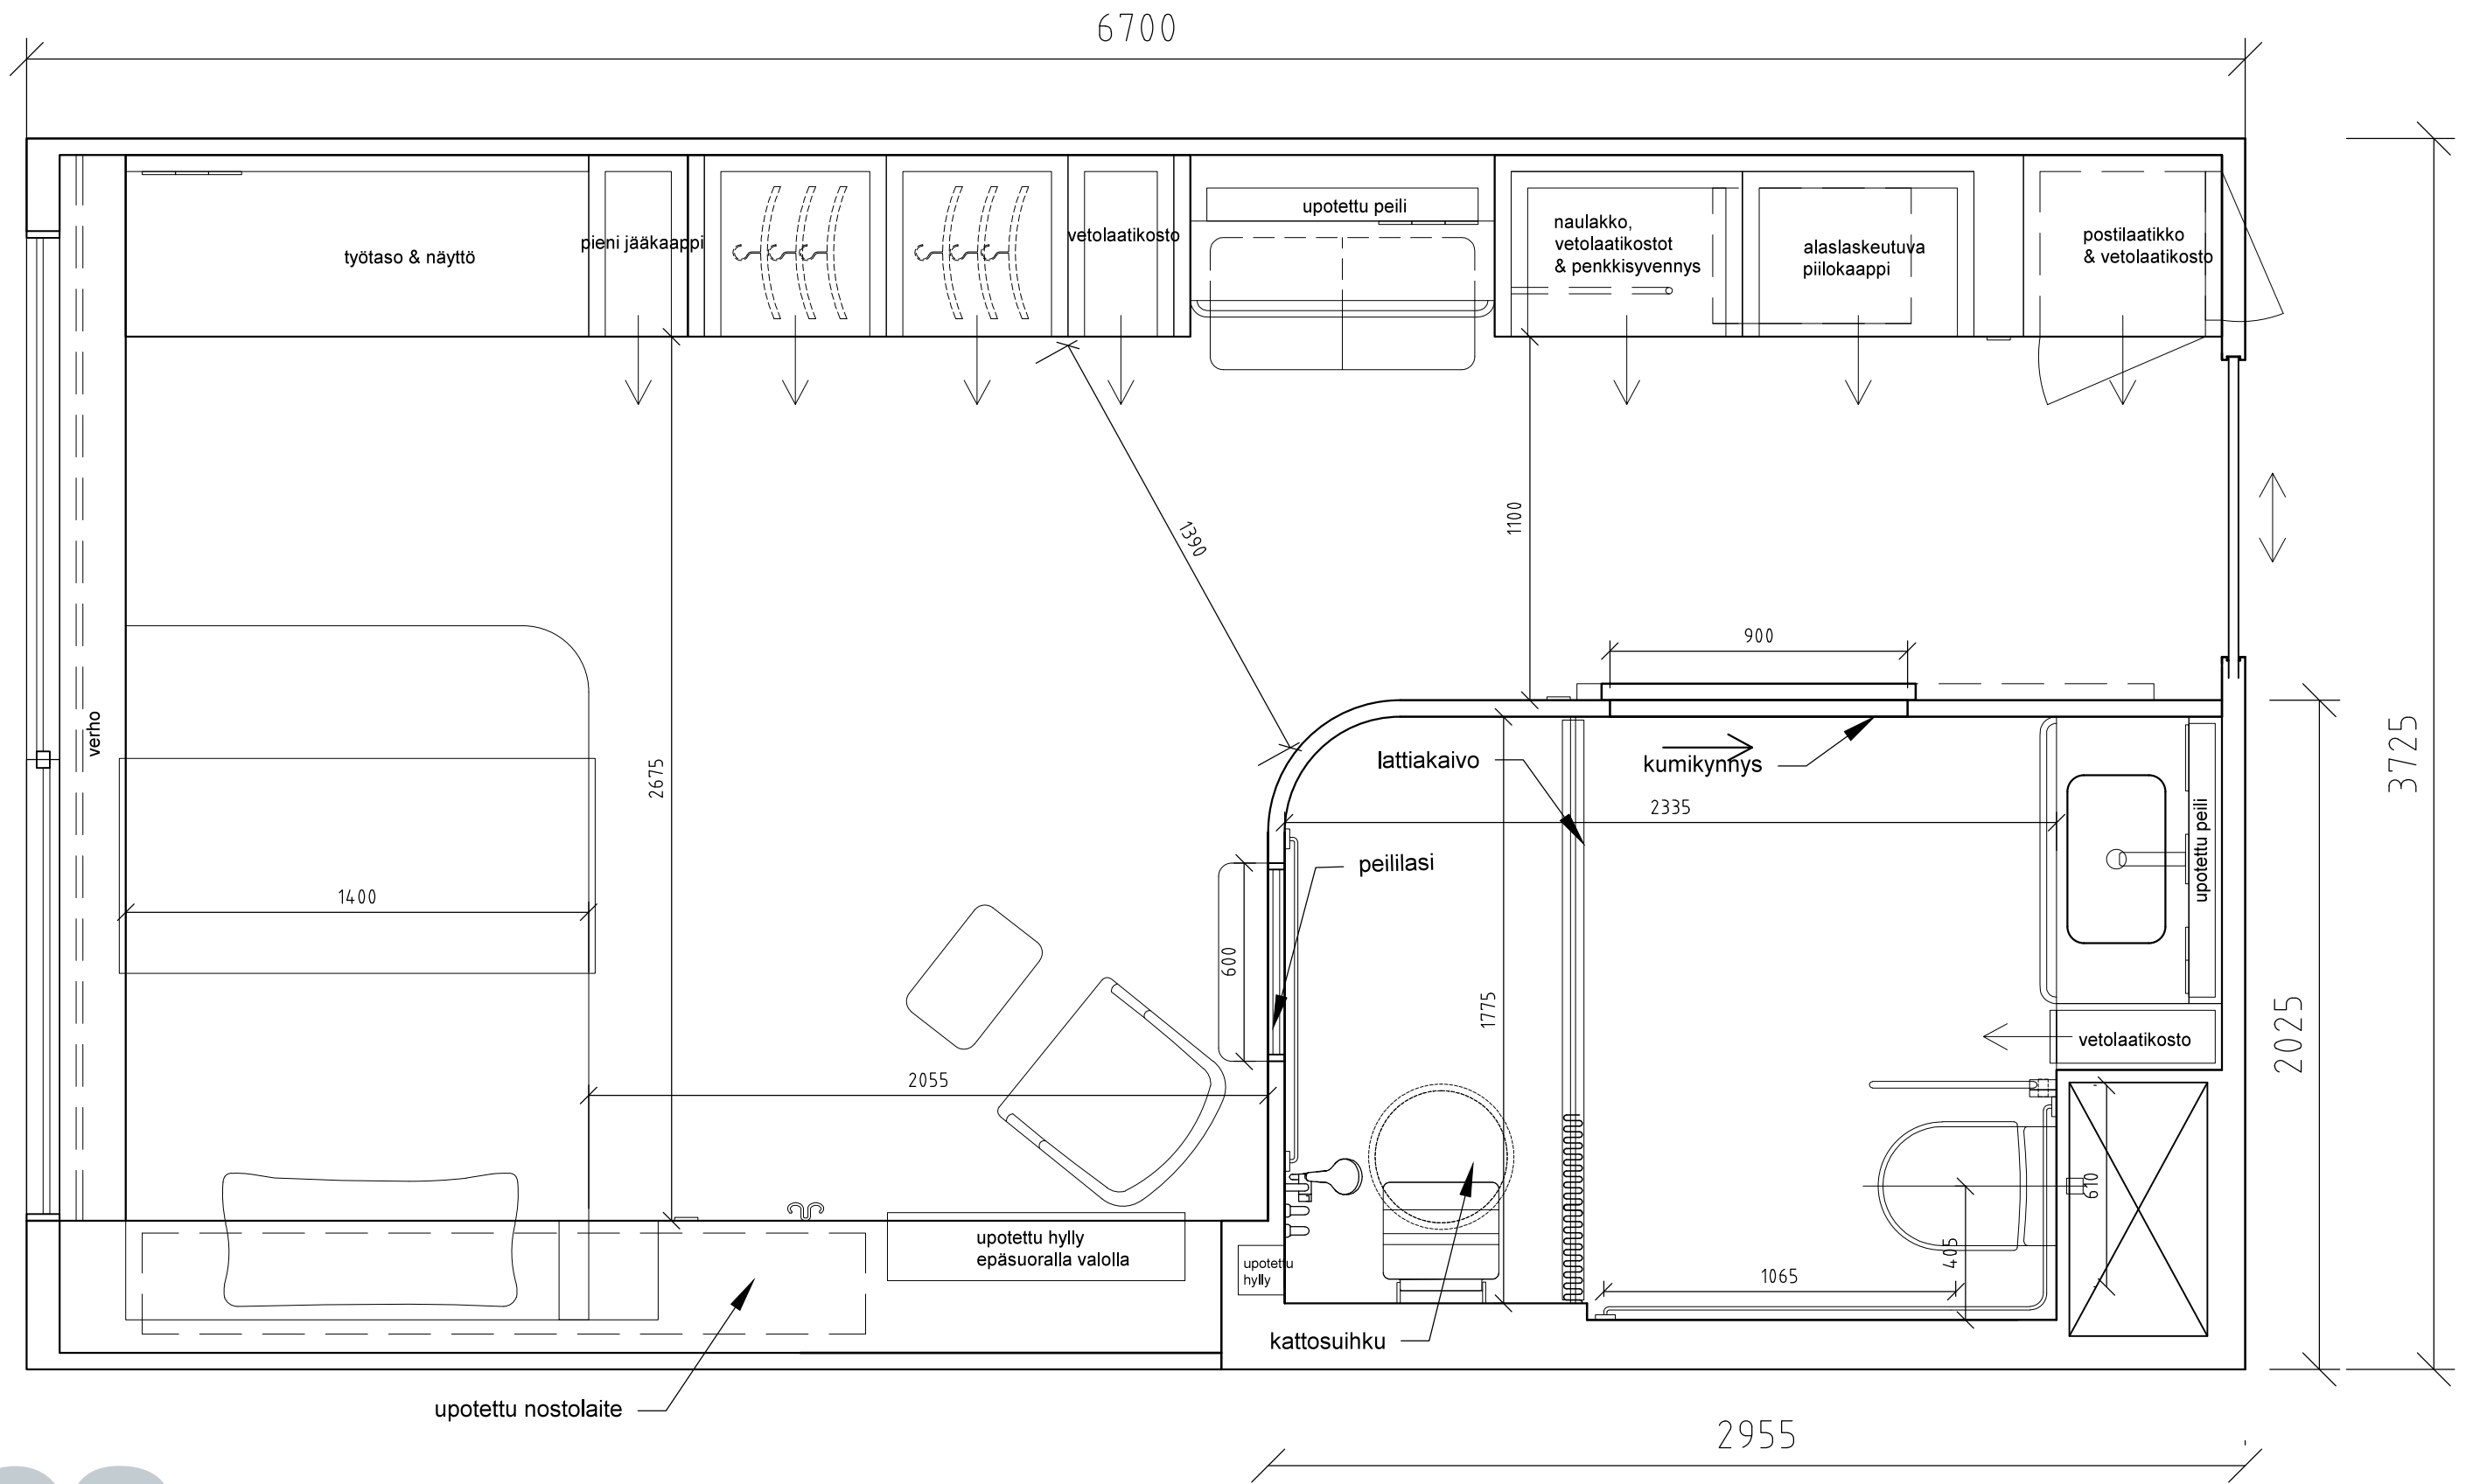 6700
upotettu peili
naulakko,
vetolaatikostot
& penkkisyvennys
alaslaskeutuva
piilokaappi
postilaatikko
& vetolaatikosto
työtaso & näyttö
pieni jääkaappi
vetolaatikosto
1390
1100
900
verho
2675
lattiakaivo
kumikynnys
2335
3725
peililasi
upotettu peili
1400
600
1775
2025
vetolaatikosto
2055
610
405
upotettu hylly
epäsuoralla valolla
upotettu
hylly
1065
kattosuihku
upotettu nostolaite
2955